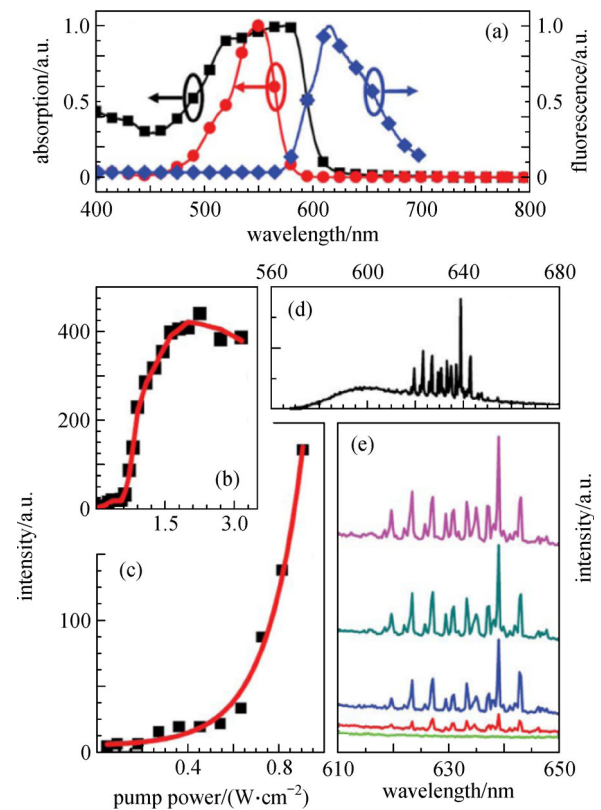 (a)
absorption/a.u.
1.0
0.5
0
1.0
0.5
0
fluorescence/a.u.
400 500 600 700 800
wavelength/nm
560 600 640 680
(d)
400
300
200
100
0
(b)
1.5 3.0
intensity/a.u.
(c)
100
0
0.4 0.8
pump power/(W·cm−2)
(e)
intensity/a.u.
610 630 650
wavelength/nm